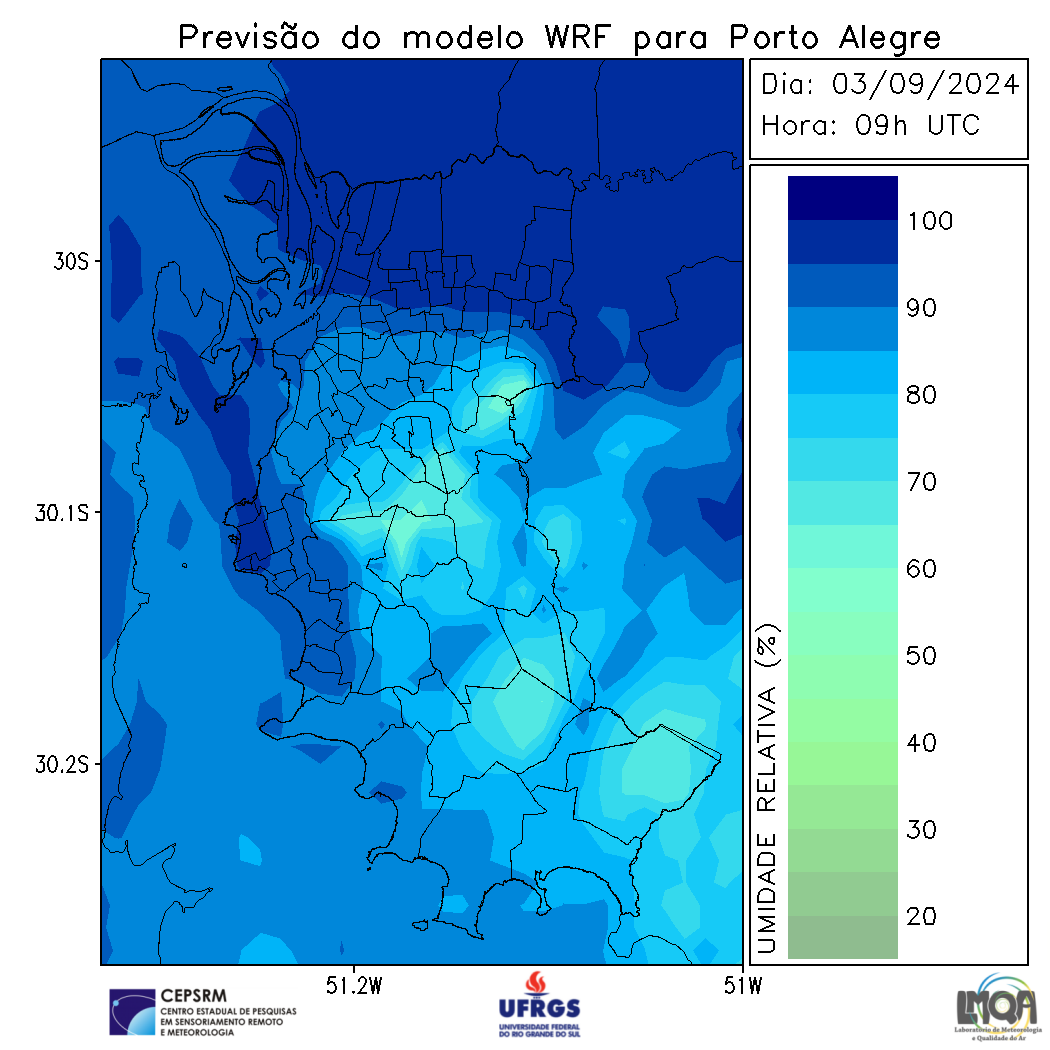 Previsão do modelo WRF para Porto Alegre
Dia: 03/09/2024
Hora: 09h UTC
30S
30.1S
30.2S
51.2W
51W
UMIDADE RELATIVA (%)
100
90
80
70
60
50
40
30
20
CEPSRM
CENTRO ESTADUAL DE PESQUISAS
EM SENSORIAMENTO REMOTO
E METEOROLOGIA
UFRGS
UNIVERSIDADE FEDERAL
DO RIO GRANDE DO SUL
LMQA
Laboratório de Meteorologia
e Qualidade do Ar